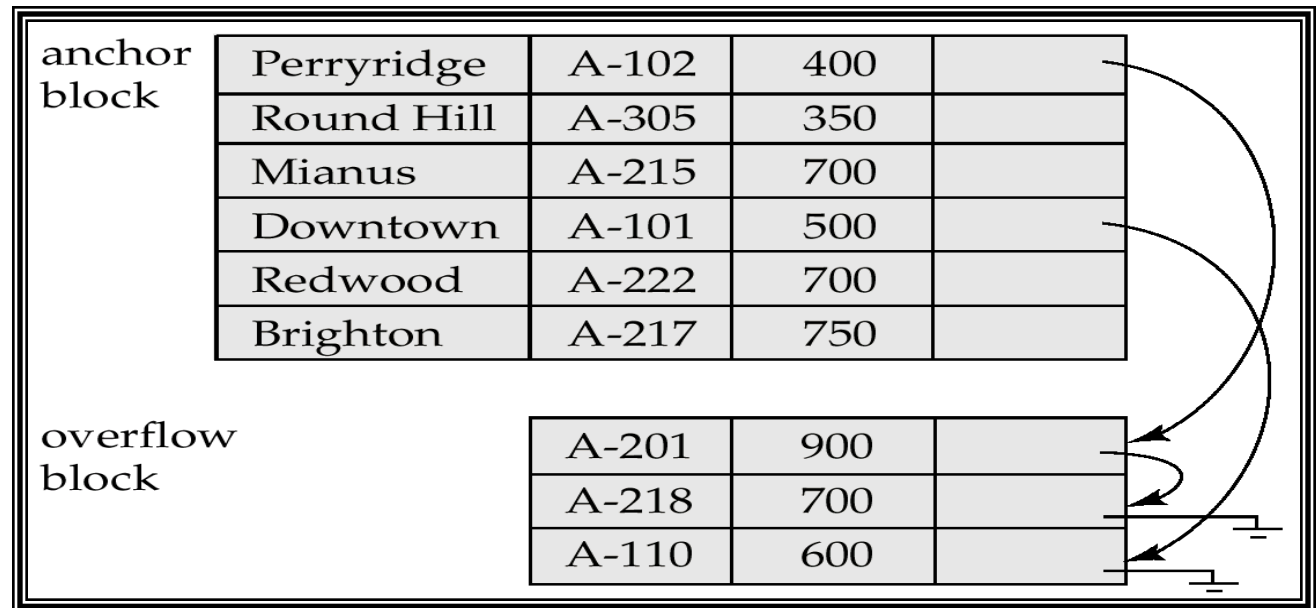 anchor
block
Perryridge A-102 400
Round Hill A-305 350
Mianus A-215 700
Downtown A-101 500
Redwood A-222 700
Brighton A-217 750
overflow
block
A-201 900
A-218 700
A-110 600